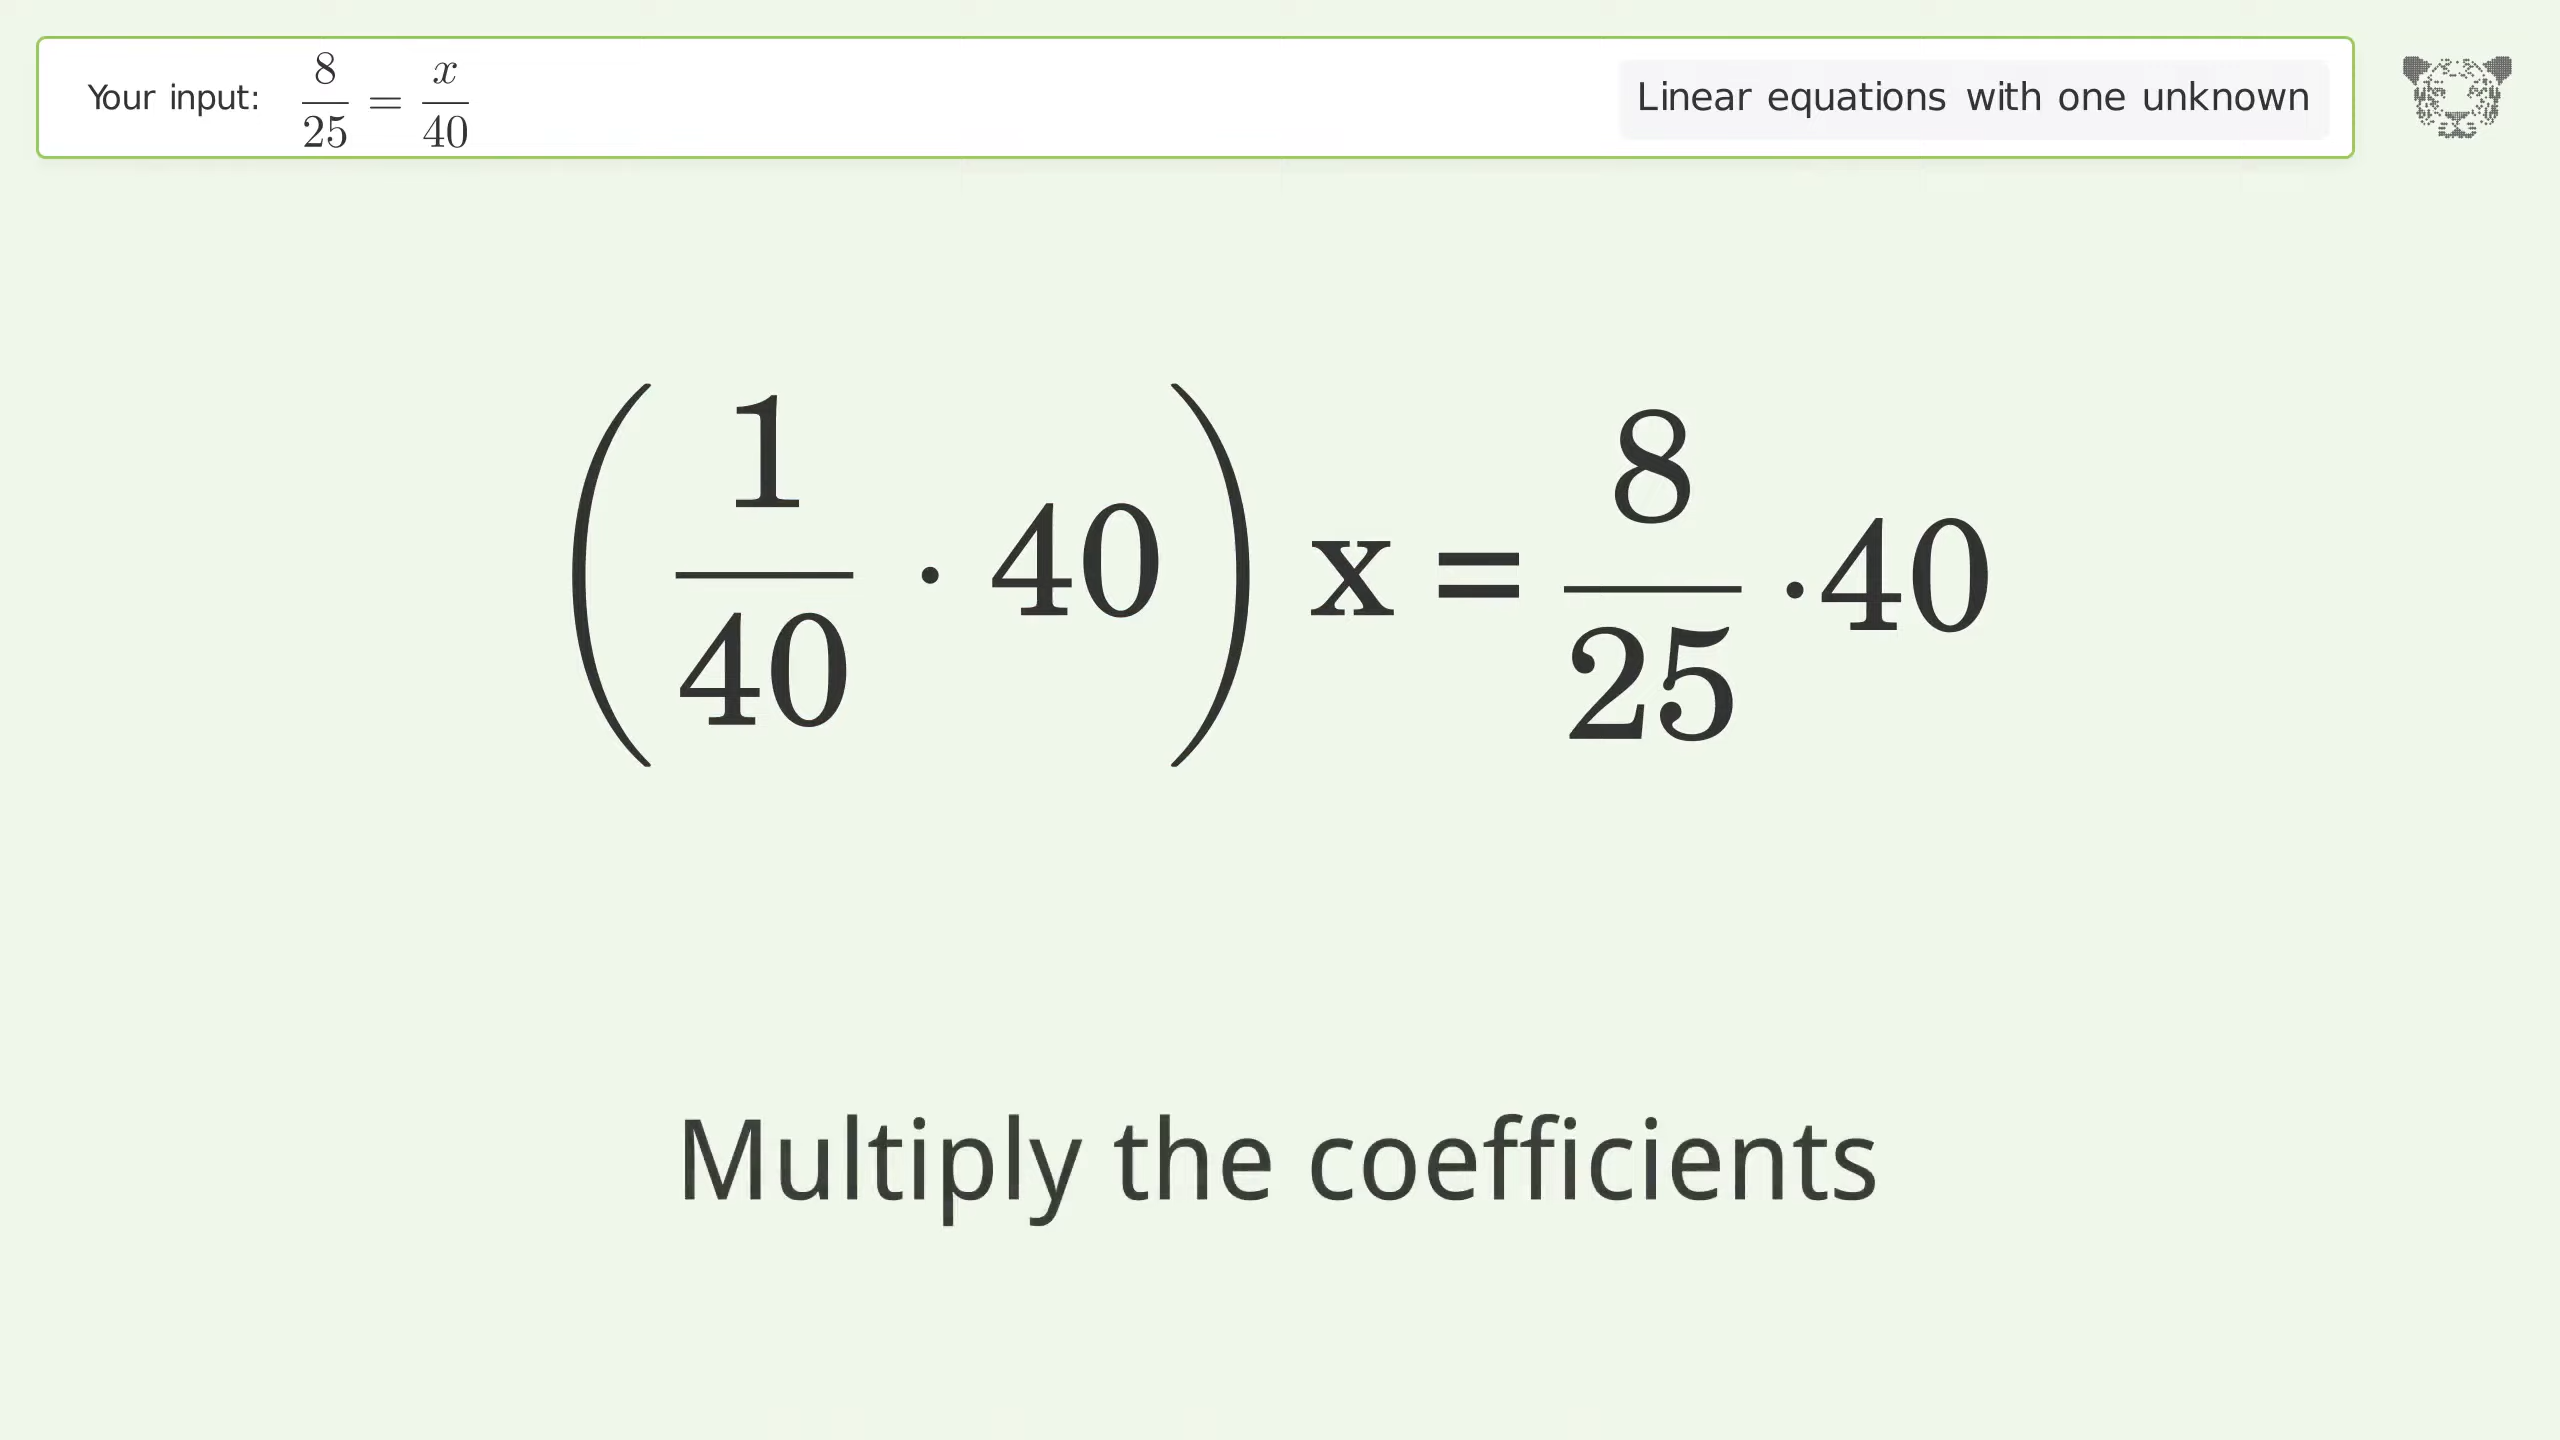 Your input: 8/25 = x/40
Linear equations with one unknown
(1/40 · 40) x = 8/25 · 40
Multiply the coefficients